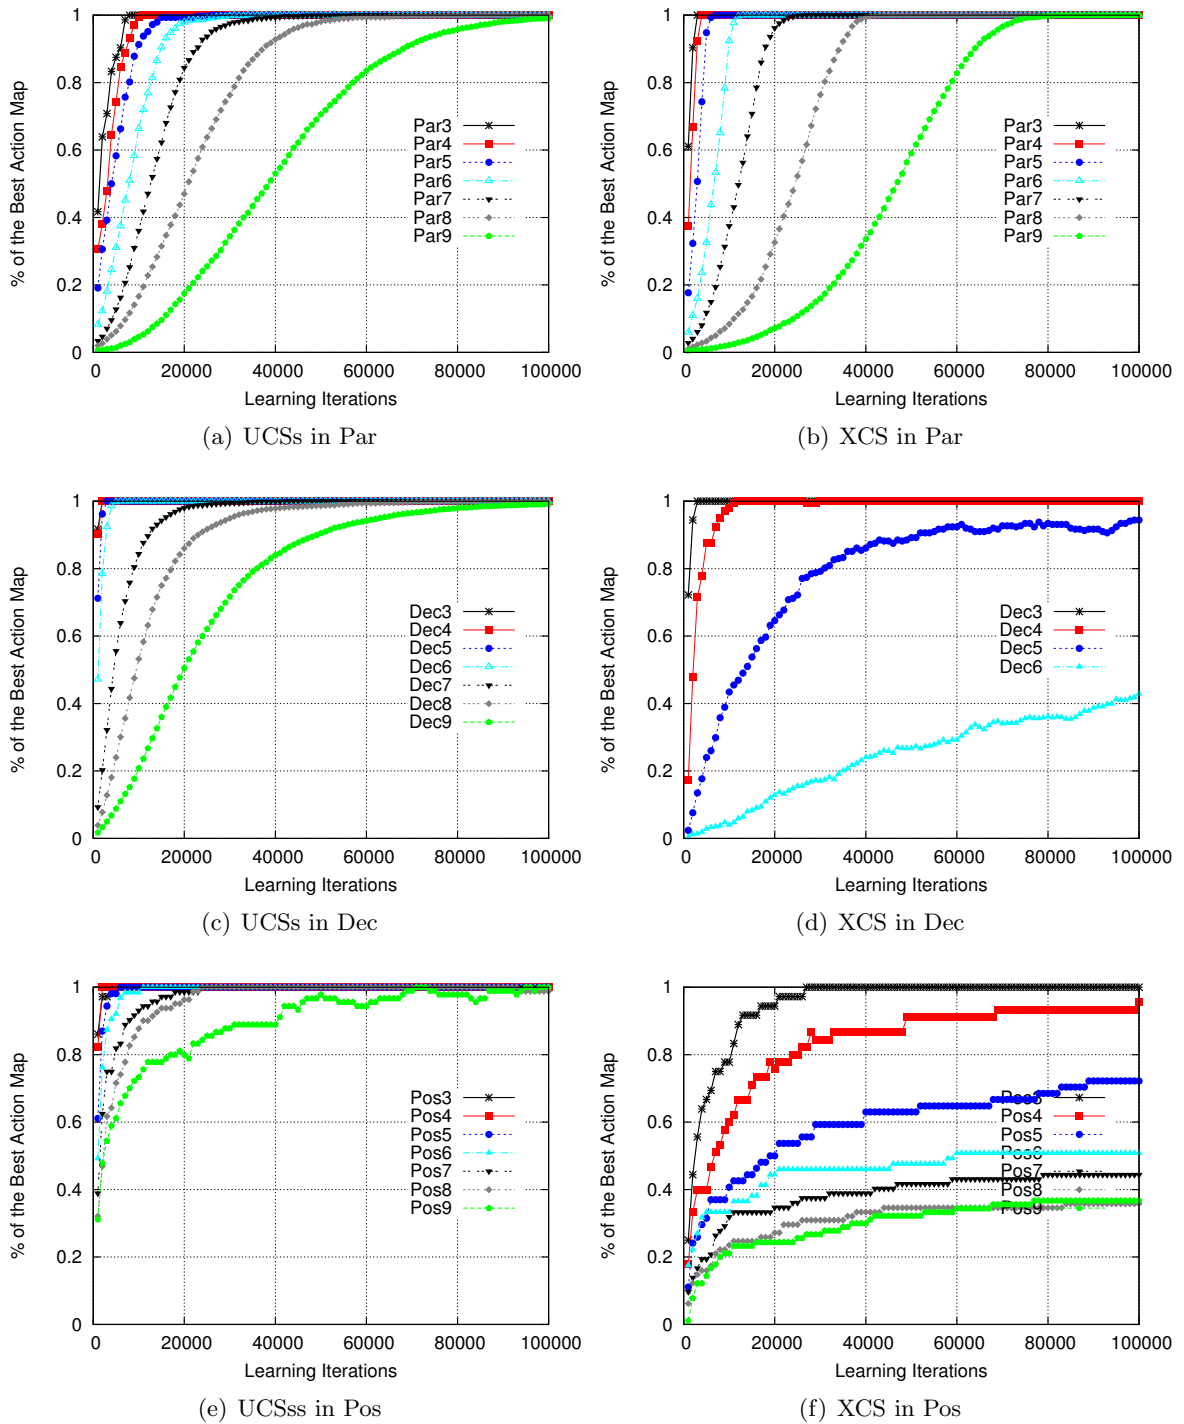 % of the Best Action Map
1
0.8
0.6
0.4
0.2
0
Par3
Par4
Par5
Par6
Par7
Par8
Par9
0 20000 40000 60000 80000 100000
Learning Iterations
(a) UCSs in Par
% of the Best Action Map
1
0.8
0.6
0.4
0.2
0
Par3
Par4
Par5
Par6
Par7
Par8
Par9
0 20000 40000 60000 80000 100000
Learning Iterations
(b) XCS in Par
% of the Best Action Map
1
0.8
0.6
0.4
0.2
0
Dec3
Dec4
Dec5
Dec6
Dec7
Dec8
Dec9
0 20000 40000 60000 80000 100000
Learning Iterations
(c) UCSs in Dec
% of the Best Action Map
1
0.8
0.6
0.4
0.2
0
Dec3
Dec4
Dec5
Dec6
0 20000 40000 60000 80000 100000
Learning Iterations
(d) XCS in Dec
% of the Best Action Map
1
0.8
0.6
0.4
0.2
0
Pos3
Pos4
Pos5
Pos6
Pos7
Pos8
Pos9
0 20000 40000 60000 80000 100000
Learning Iterations
(e) UCSss in Pos
% of the Best Action Map
1
0.8
0.6
0.4
0.2
0
Pos3
Pos4
Pos5
Pos6
Pos7
Pos8
Pos9
0 20000 40000 60000 80000 100000
Learning Iterations
(f) XCS in Pos